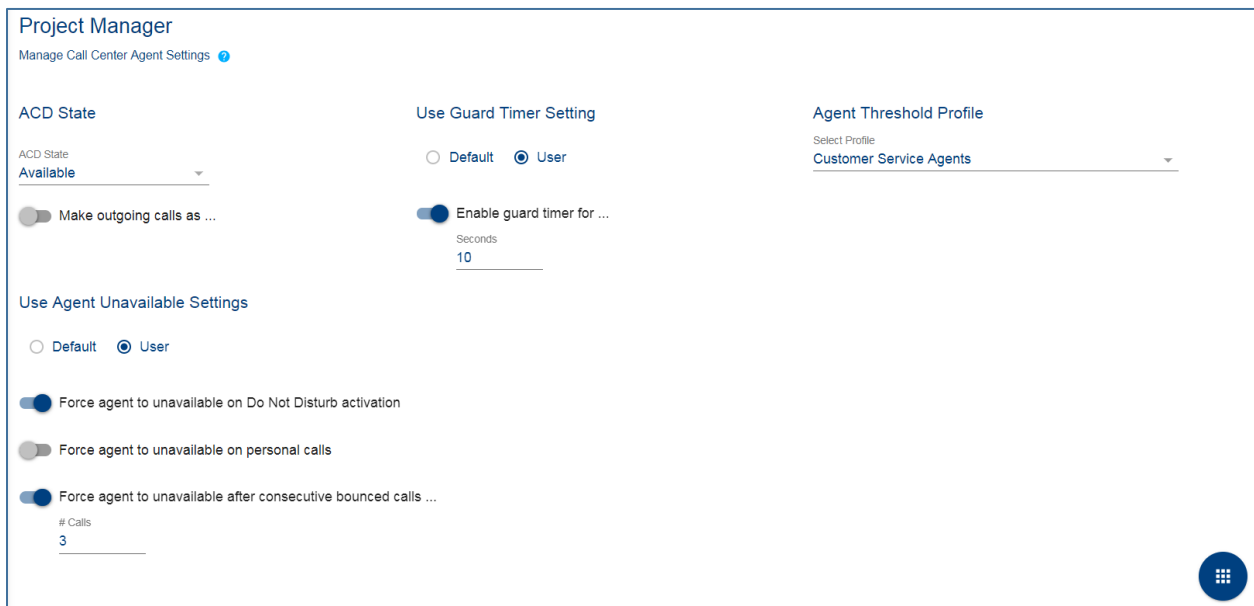 Project Manager
Manage Call Center Agent Settings ?
ACD State
ACD State
Available
Make outgoing calls as ...
Use Guard Timer Setting
Default User
Enable guard timer for ...
Seconds
10
Agent Threshold Profile
Select Profile
Customer Service Agents
Use Agent Unavailable Settings
Default User
Force agent to unavailable on Do Not Disturb activation
Force agent to unavailable on personal calls
Force agent to unavailable after consecutive bounced calls ...
# Calls
3